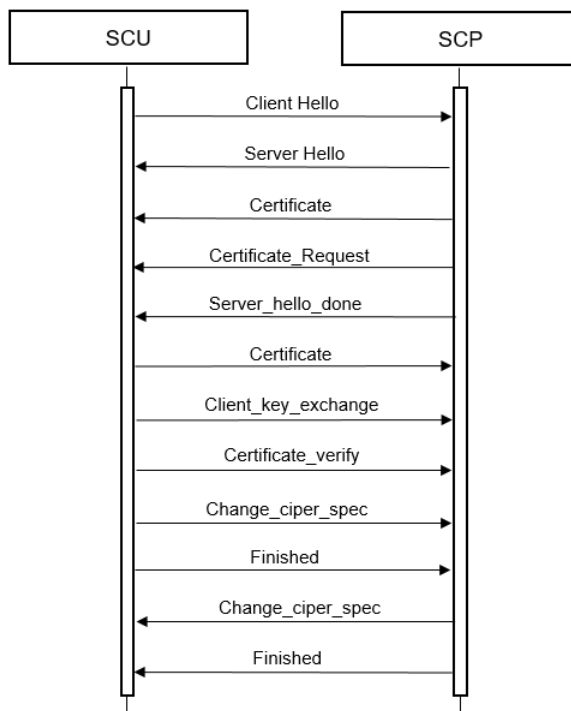 SCU
SCP
Client Hello
Server Hello
Certificate
Certificate_Request
Server_hello_done
Certificate
Client_key_exchange
Certificate_verify
Change_ciper_spec
Finished
Change_ciper_spec
Finished